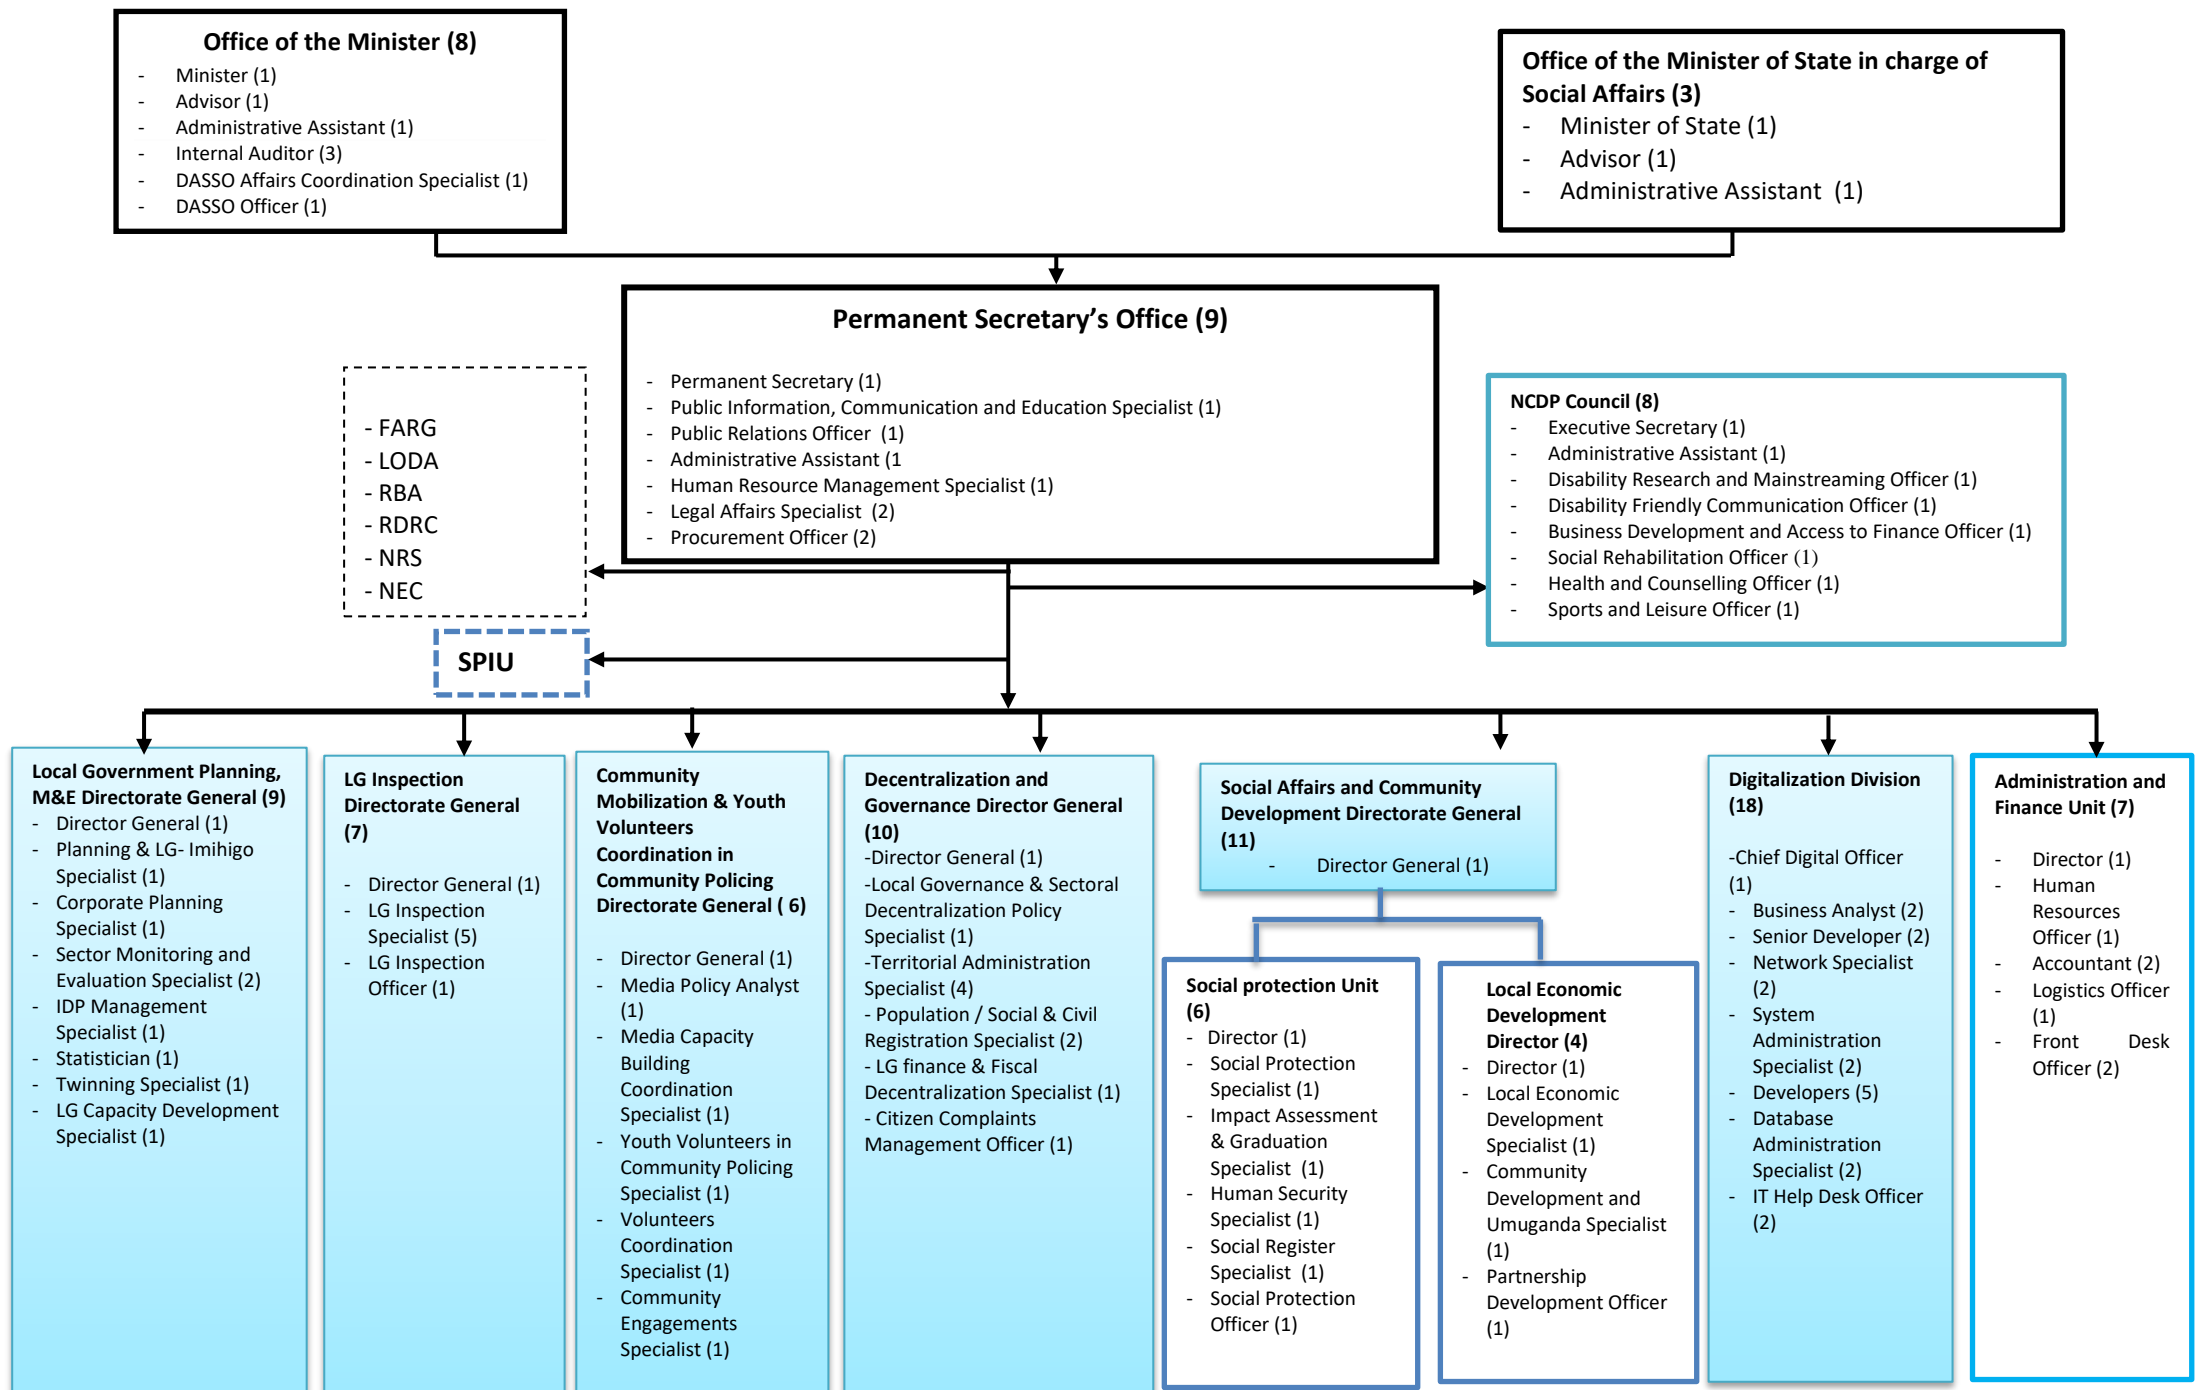 Office of the Minister (8)
- Minister (1)
- Advisor (1)
- Administrative Assistant (1)
- Internal Auditor (3)
- DASSO Affairs Coordination Specialist (1)
- DASSO Officer (1)
Office of the Minister of State in charge of
Social Affairs (3)
- Minister of State (1)
- Advisor (1)
- Administrative Assistant (1)
Permanent Secretary’s Office (9)
- Permanent Secretary (1)
- Public Information, Communication and Education Specialist (1)
- Public Relations Officer (1)
- Administrative Assistant (1
- Human Resource Management Specialist (1)
- Legal Affairs Specialist (2)
- Procurement Officer (2)
- FARG
- LODA
- RBA
- RDRC
- NRS
- NEC
NCDP Council (8)
- Executive Secretary (1)
- Administrative Assistant (1)
- Disability Research and Mainstreaming Officer (1)
- Disability Friendly Communication Officer (1)
- Business Development and Access to Finance Officer (1)
- Social Rehabilitation Officer (1)
- Health and Counselling Officer (1)
- Sports and Leisure Officer (1)
SPIU
Local Government Planning,
M&E Directorate General (9)
- Director General (1)
- Planning & LG- Imihigo
Specialist (1)
- Corporate Planning
Specialist (1)
- Sector Monitoring and
Evaluation Specialist (2)
- IDP Management
Specialist (1)
- Statistician (1)
- Twinning Specialist (1)
- LG Capacity Development
Specialist (1)
LG Inspection
Directorate General
(7)
- Director General (1)
- LG Inspection
Specialist (5)
- LG Inspection
Officer (1)
Community
Mobilization & Youth
Volunteers
Coordination in
Community Policing
Directorate General ( 6)
- Director General (1)
- Media Policy Analyst
(1)
- Media Capacity
Building
Coordination
Specialist (1)
- Youth Volunteers in
Community Policing
Specialist (1)
- Volunteers
Coordination
Specialist (1)
- Community
Engagements
Specialist (1)
Decentralization and
Governance Director General
(10)
-Director General (1)
-Local Governance & Sectoral
Decentralization Policy
Specialist (1)
-Territorial Administration
Specialist (4)
- Population / Social & Civil
Registration Specialist (2)
- LG finance & Fiscal
Decentralization Specialist (1)
- Citizen Complaints
Management Officer (1)
Social Affairs and Community
Development Directorate General
(11)
- Director General (1)
Social protection Unit
(6)
- Director (1)
- Social Protection
Specialist (1)
- Impact Assessment
& Graduation
Specialist (1)
- Human Security
Specialist (1)
- Social Register
Specialist (1)
- Social Protection
Officer (1)
Local Economic
Development
Director (4)
- Director (1)
- Local Economic
Development
Specialist (1)
- Community
Development and
Umuganda Specialist
(1)
- Partnership
Development Officer
(1)
Digitalization Division
(18)
-Chief Digital Officer
(1)
- Business Analyst (2)
- Senior Developer (2)
- Network Specialist
(2)
- System
Administration
Specialist (2)
- Developers (5)
- Database
Administration
Specialist (2)
- IT Help Desk Officer
(2)
Administration and
Finance Unit (7)
- Director (1)
- Human
Resources
Officer (1)
- Accountant (2)
- Logistics Officer
(1)
- Front Desk
Officer (2)